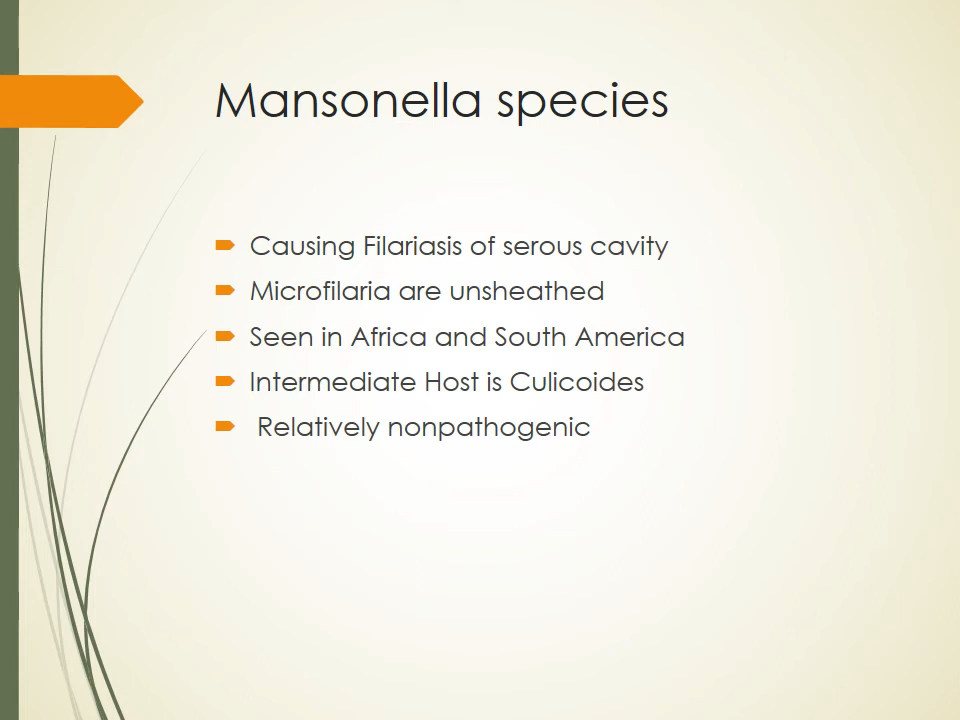 Mansonella species
Causing Filariasis of serous cavity
Microfilaria are unsheathed
Seen in Africa and South America
Intermediate Host is Culicoides
Relatively nonpathogenic